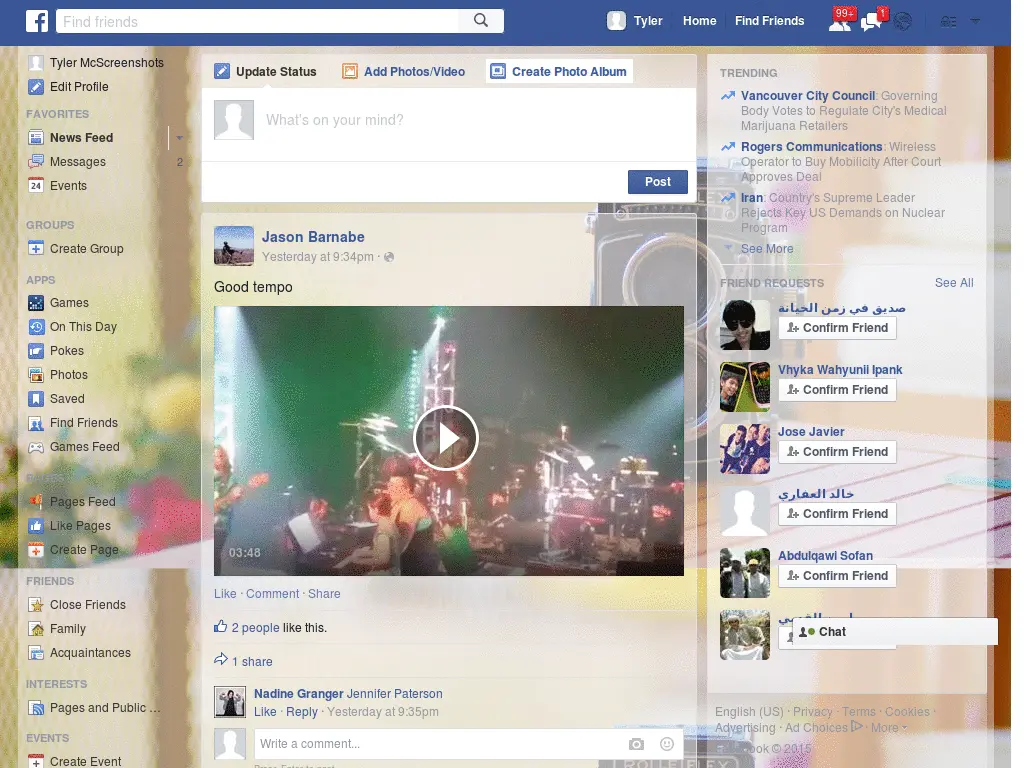 Find friends
Tyler
Home
Find Friends
99+
1
Tyler McScreenshots
Edit Profile
FAVORITES
News Feed
Messages 2
24 Events
GROUPS
Create Group
APPS
Games
On This Day
Pokes
Photos
Saved
Find Friends
Games Feed
PAGES
Pages Feed
Like Pages
Create Page
FRIENDS
Close Friends
Family
Acquaintances
INTERESTS
Pages and Public ...
EVENTS
Create Event
Update Status
Add Photos/Video
Create Photo Album
What's on your mind?
Post
Jason Barnabe
Yesterday at 9:34pm ·
Good tempo
03:48
Like · Comment · Share
2 people like this.
1 share
Nadine Granger Jennifer Paterson
Like · Reply · Yesterday at 9:35pm
Write a comment...
TRENDING
Vancouver City Council: Governing
Body Votes to Regulate City's Medical
Marijuana Retailers
Rogers Communications: Wireless
Operator to Buy Mobilicity After Court
Approves Deal
Iran: Country's Supreme Leader
Rejects Key US Demands on Nuclear
Program
See More
FRIEND REQUESTS See All
صديق في زمن الخيانة
Confirm Friend
Vhyka Wahyunii Ipank
Confirm Friend
Jose Javier
Confirm Friend
خالد العفاري
Confirm Friend
Abdulqawi Sofan
Confirm Friend
Chat
English (US) · Privacy · Terms · Cookies ·
Advertising · Ad Choices · More ·
Facebook © 2015
ROLLEIFLEX